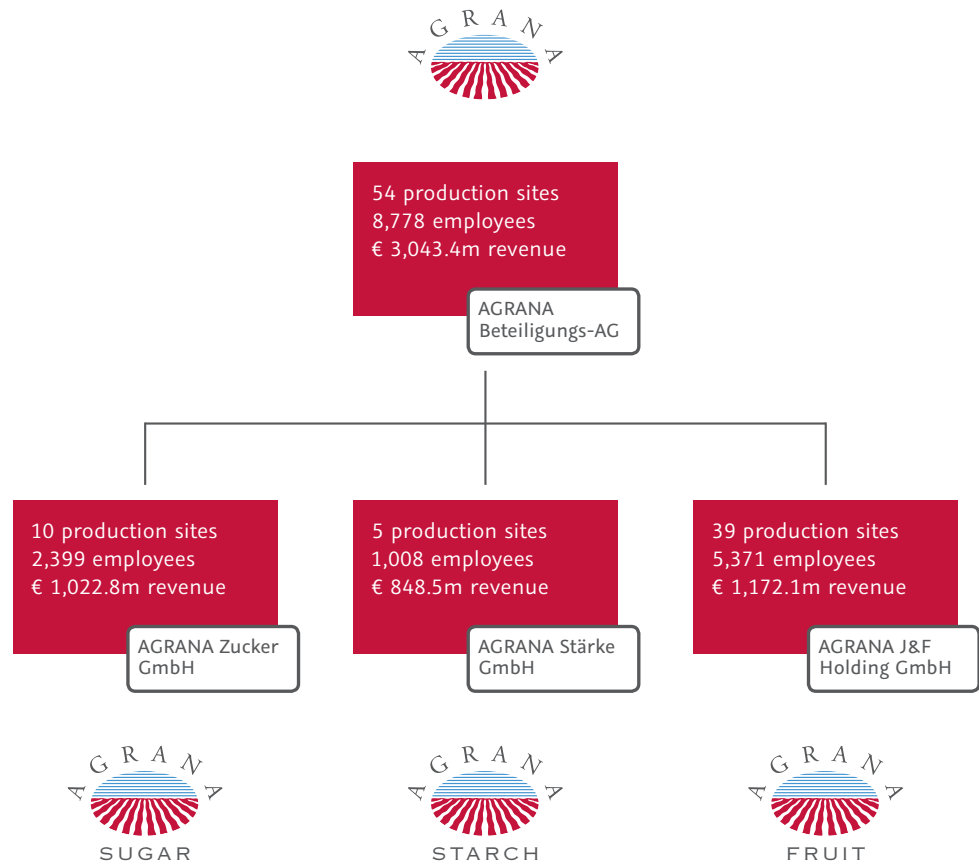 AGRANA
54 production sites
8,778 employees
€ 3,043.4m revenue
AGRANA
Beteiligungs-AG
10 production sites
2,399 employees
€ 1,022.8m revenue
AGRANA Zucker
GmbH
5 production sites
1,008 employees
€ 848.5m revenue
AGRANA Stärke
GmbH
39 production sites
5,371 employees
€ 1,172.1m revenue
AGRANA J&F
Holding GmbH
AGRANA
SUGAR
AGRANA
STARCH
AGRANA
FRUIT